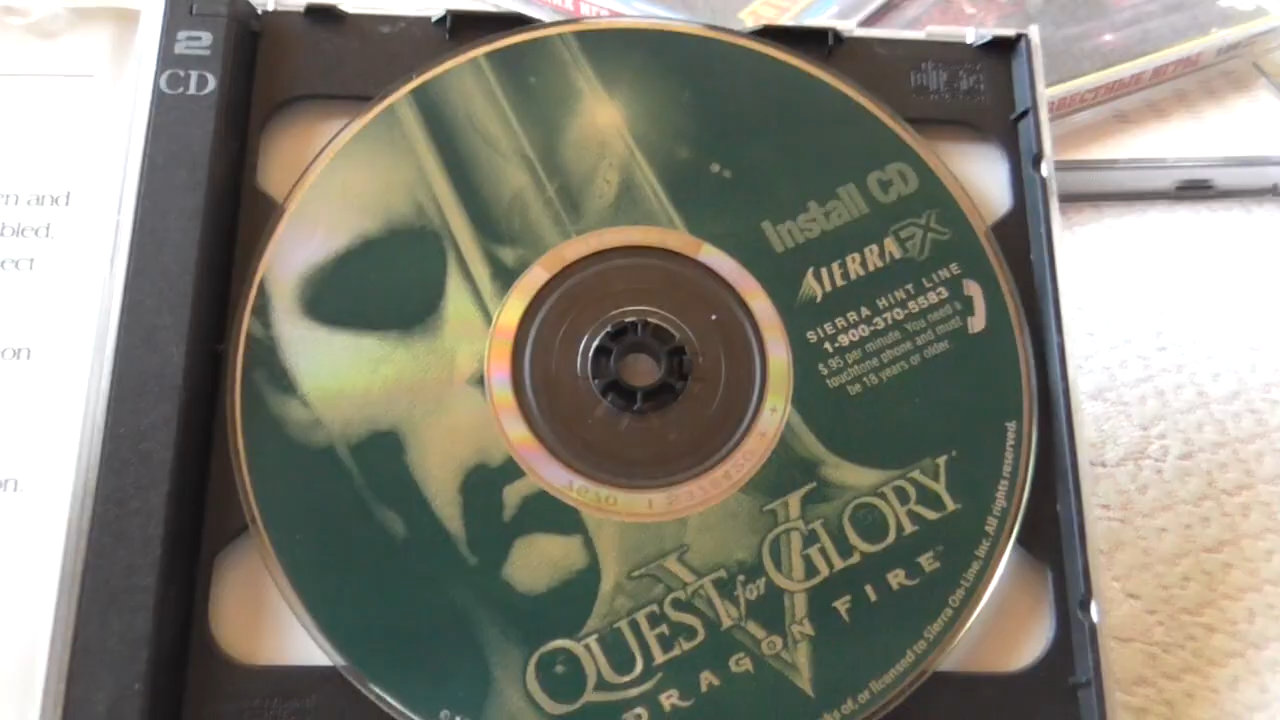 2
CD
en and
bled.
ect
on
on.
Install CD
SIERRA FX
SIERRA HINT LINE
1-900-370-5583
$.95 per minute. You need a
touchtone phone and must
be 18 years or older.
QUEST for GLORY
V
DRAGON FIRE™
of, or licensed to Sierra On-Line, Inc. All rights reserved.